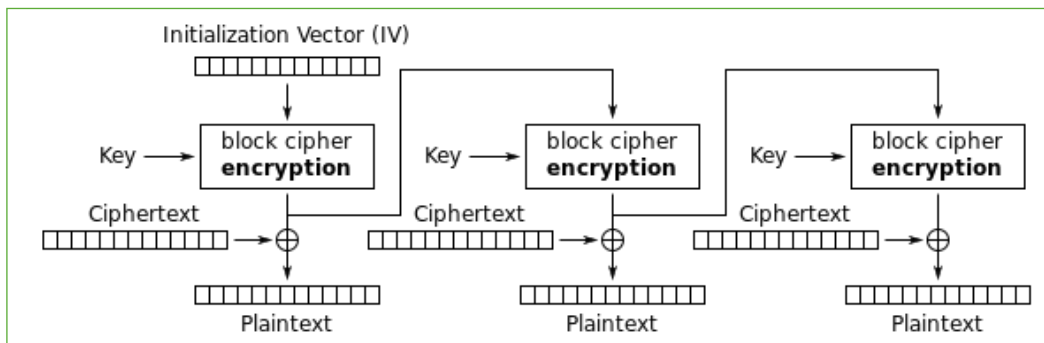 Initialization Vector (IV)
Key
block cipher
encryption
Key
block cipher
encryption
Key
block cipher
encryption
Ciphertext
Ciphertext
Ciphertext
Plaintext
Plaintext
Plaintext